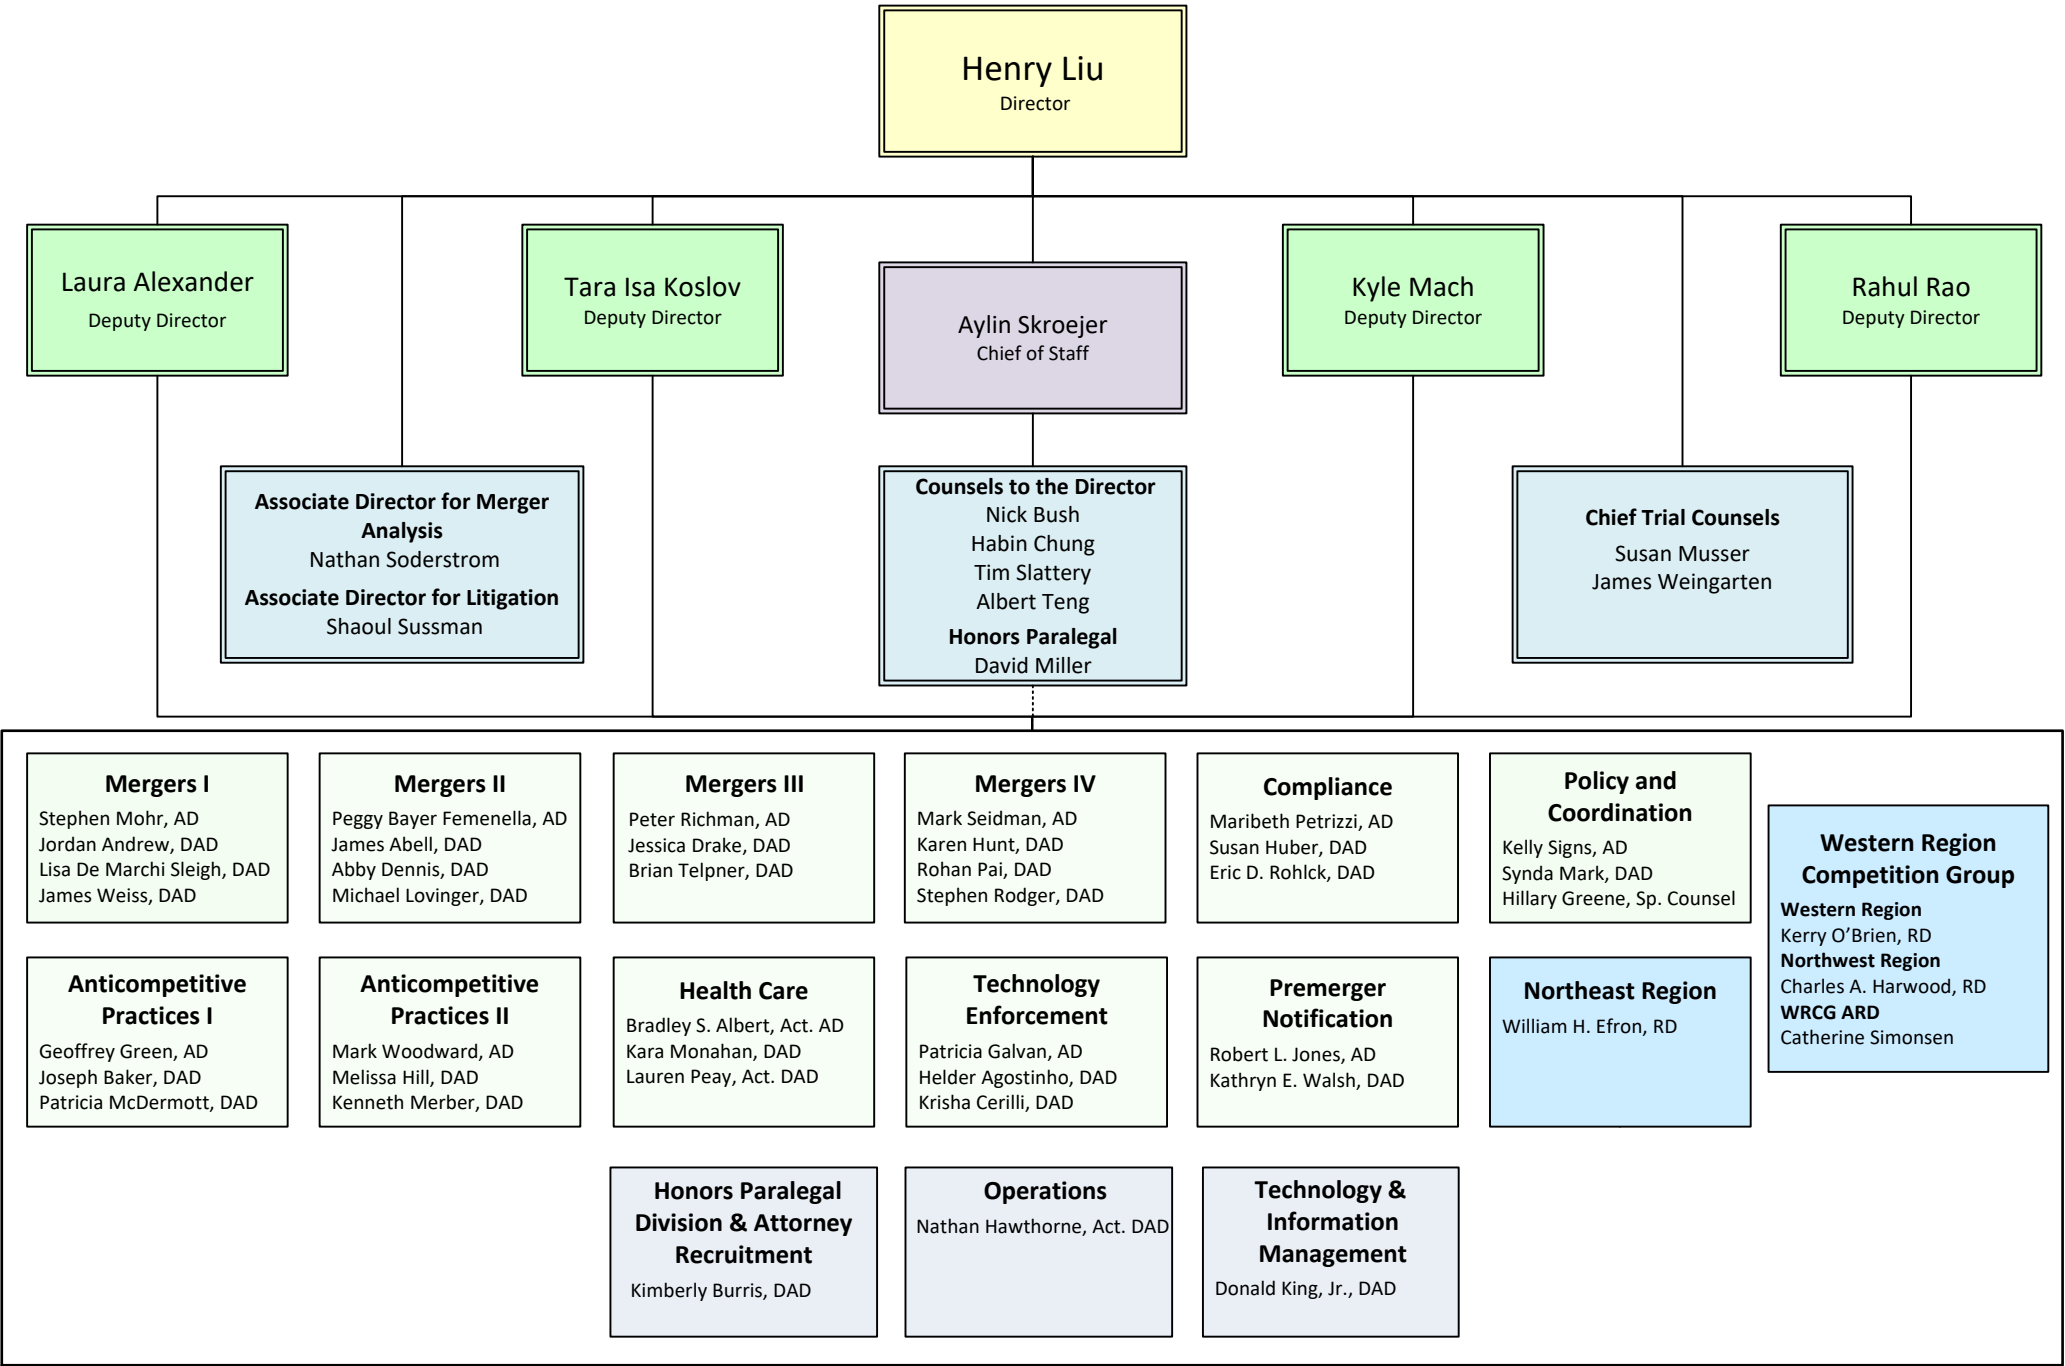 Henry Liu
Director
Laura Alexander
Deputy Director
Tara Isa Koslov
Deputy Director
Aylin Skroejer
Chief of Staff
Kyle Mach
Deputy Director
Rahul Rao
Deputy Director
Associate Director for Merger
Analysis
Nathan Soderstrom
Associate Director for Litigation
Shaoul Sussman
Counsels to the Director
Nick Bush
Habin Chung
Tim Slattery
Albert Teng
Honors Paralegal
David Miller
Chief Trial Counsels
Susan Musser
James Weingarten
Mergers I
Stephen Mohr, AD
Jordan Andrew, DAD
Lisa De Marchi Sleigh, DAD
James Weiss, DAD
Mergers II
Peggy Bayer Femenella, AD
James Abell, DAD
Abby Dennis, DAD
Michael Lovinger, DAD
Mergers III
Peter Richman, AD
Jessica Drake, DAD
Brian Telpner, DAD
Mergers IV
Mark Seidman, AD
Karen Hunt, DAD
Rohan Pai, DAD
Stephen Rodger, DAD
Compliance
Maribeth Petrizzi, AD
Susan Huber, DAD
Eric D. Rohlck, DAD
Policy and
Coordination
Kelly Signs, AD
Synda Mark, DAD
Hillary Greene, Sp. Counsel
Western Region
Competition Group
Western Region
Kerry O’Brien, RD
Northwest Region
Charles A. Harwood, RD
WRCG ARD
Catherine Simonsen
Anticompetitive
Practices I
Geoffrey Green, AD
Joseph Baker, DAD
Patricia McDermott, DAD
Anticompetitive
Practices II
Mark Woodward, AD
Melissa Hill, DAD
Kenneth Merber, DAD
Health Care
Bradley S. Albert, Act. AD
Kara Monahan, DAD
Lauren Peay, Act. DAD
Technology
Enforcement
Patricia Galvan, AD
Helder Agostinho, DAD
Krisha Cerilli, DAD
Premerger
Notification
Robert L. Jones, AD
Kathryn E. Walsh, DAD
Northeast Region
William H. Efron, RD
Honors Paralegal
Division & Attorney
Recruitment
Kimberly Burris, DAD
Operations
Nathan Hawthorne, Act. DAD
Technology &
Information
Management
Donald King, Jr., DAD